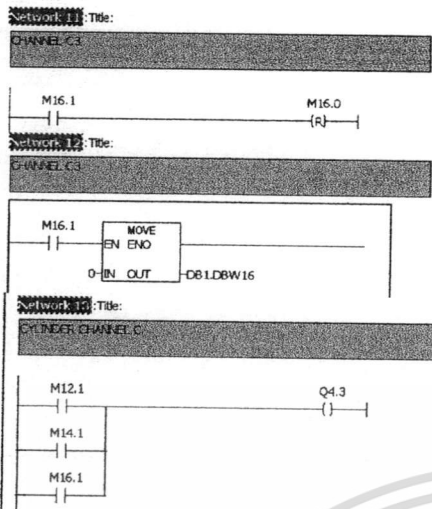 Network 11 : Title:
CHANNEL C3
M16.1 M16.0
(R)
Network 12 : Title:
CHANNEL C3
M16.1
MOVE
EN ENO
0 IN OUT DB1.DBW16
Network 13 : Title:
CYLINDER CHANNEL C
M12.1 Q4.3
( )
M14.1
M16.1